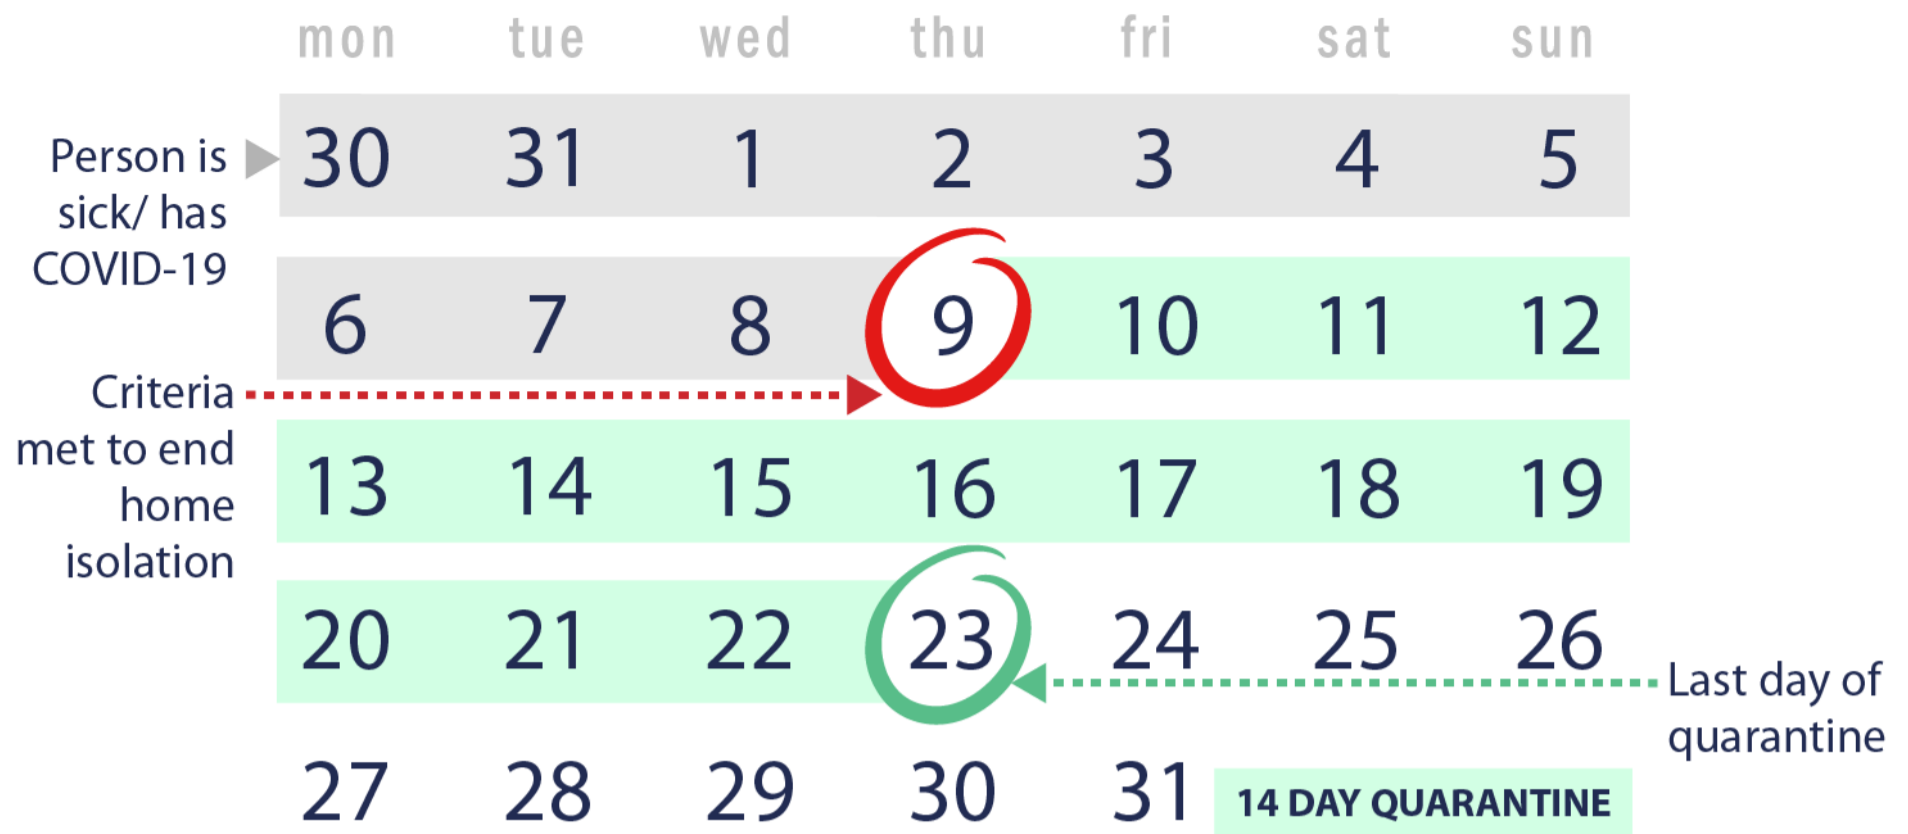 mon tue wed thu fri sat sun
Person is
sick/ has
COVID-19
30 31 1 2 3 4 5
6 7 8 9 10 11 12
Criteria
met to end
home
isolation
13 14 15 16 17 18 19
20 21 22 23 24 25 26
Last day of
quarantine
27 28 29 30 31
14 DAY QUARANTINE